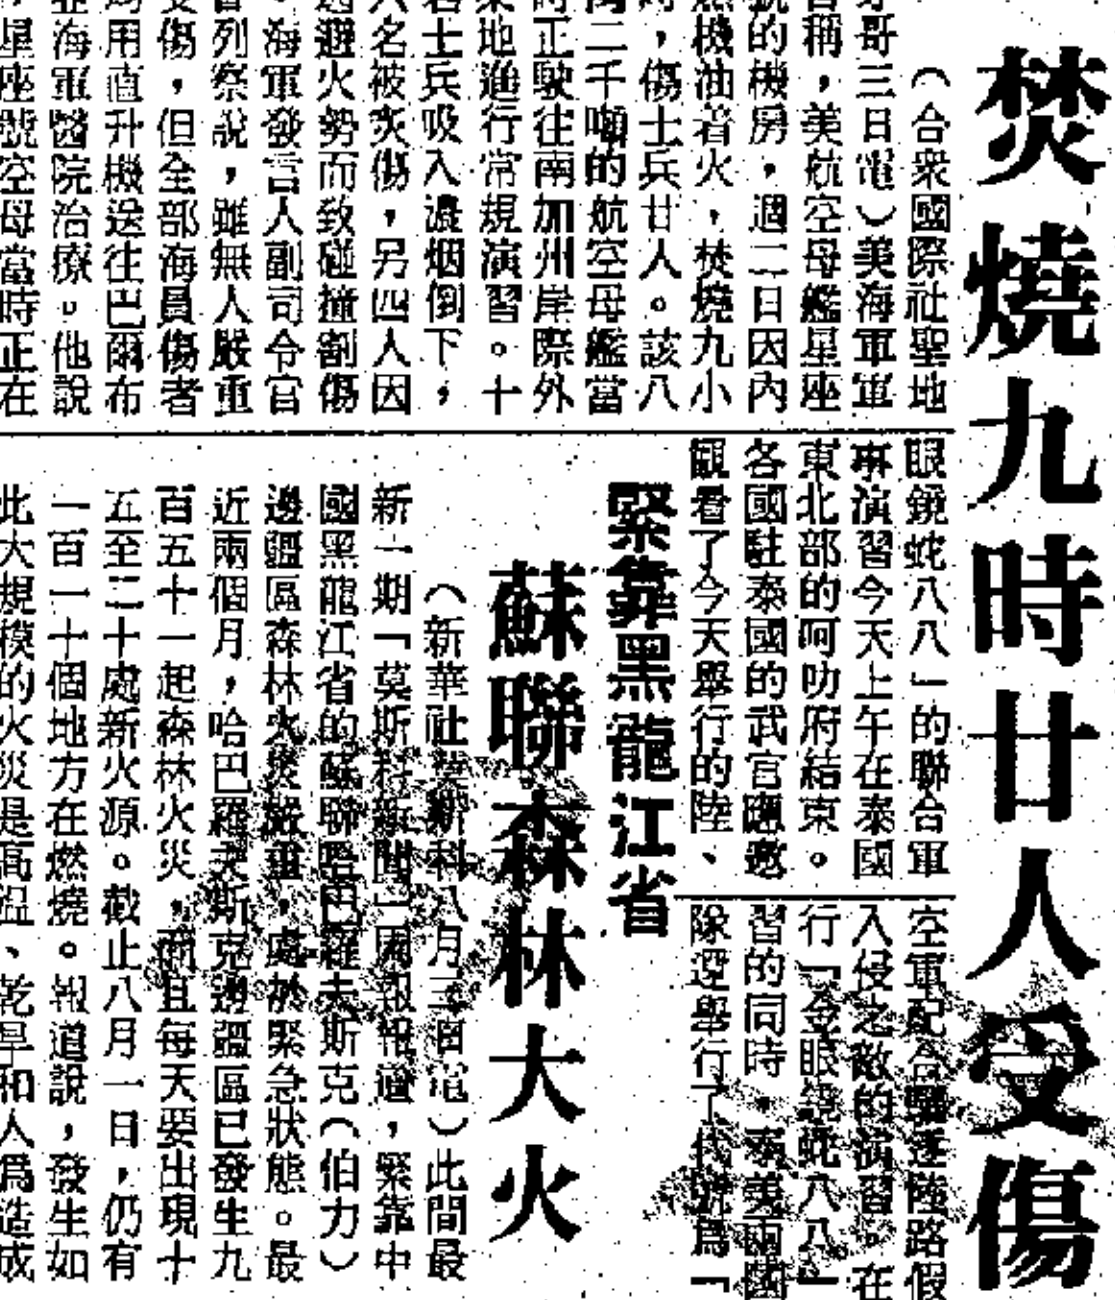 焚燒九時廿人受傷
（合衆國際社聖地
哥三日電）美海軍軍
稱，美航空母艦星座
號的機房，週二日因內
燃機油着火，焚燒九小
時，傷士兵廿人。該八
萬二千噸的航空母艦當
時正駛往南加州岸際外
某地進行常規演習。十
名士兵吸入濃烟倒下，
六名被灸傷，另四人因
逃避火勢而致碰撞割傷
。海軍發言人副司令官
列察說，雖無人嚴重
受傷，但全部海員傷者
均用直升機送往巴爾布
海軍醫院治療。他說
，星座號空母當時正在
眼鏡蛇八八」的聯合軍
事演習今天上午在泰國
東北部的呵叻府結束。
各國駐泰國的武官應邀
觀看了今天舉行的陸、
空軍配合驅逐陸路假
入侵之敵的演習。在
行『金眼鏡蛇八八』
習的同時，泰美兩國
隊還舉行了代號爲「
緊靠黑龍江省
蘇聯森林大火
（新華社莫斯科八月三日電）此間最
新一期「莫斯科新聞」周報報道，緊靠中
國黑龍江省的蘇聯哈巴羅夫斯克（伯力）
邊疆區森林火災嚴重，處於緊急狀態。最
近兩個月，哈巴羅夫斯克邊疆區已發生九
百五十一起森林火災，而且每天要出現十
五至二十處新火源。截止八月一日，仍有
一百一十個地方在燃燒。報道說，發生如
此大規模的火災是高溫、乾旱和人爲造成